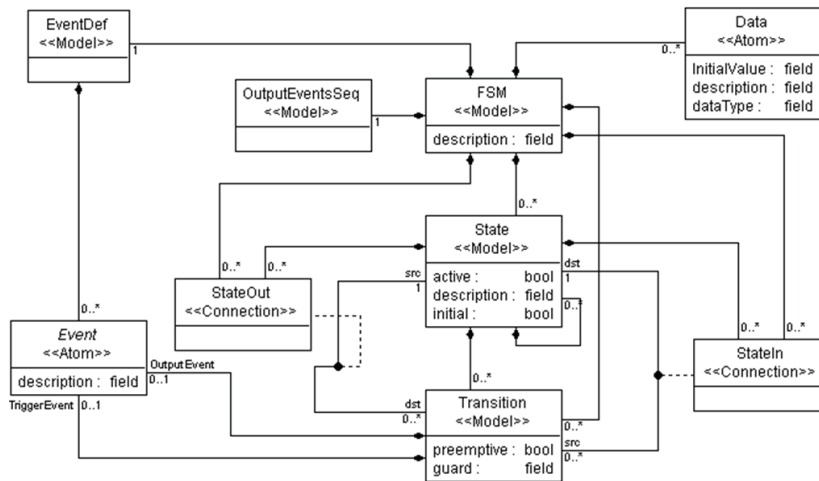 EventDef
<<Model>>
1
Data
<<Atom>>
InitialValue : field
description : field
dataType : field
0..*
OutputEventsSeq
<<Model>>
1
FSM
<<Model>>
description : field
0..*
State
<<Model>>
active : bool
description : field
initial : bool
src
1
dst
1
0..*
0..*
0..*
StateOut
<<Connection>>
0..*
0..*
StateIn
<<Connection>>
0..*
Event
<<Atom>>
description : field
OutputEvent
0..1
TriggerEvent
0..1
0..*
dst
0..*
Transition
<<Model>>
preemptive : bool
guard : field
0..*
src
0..*